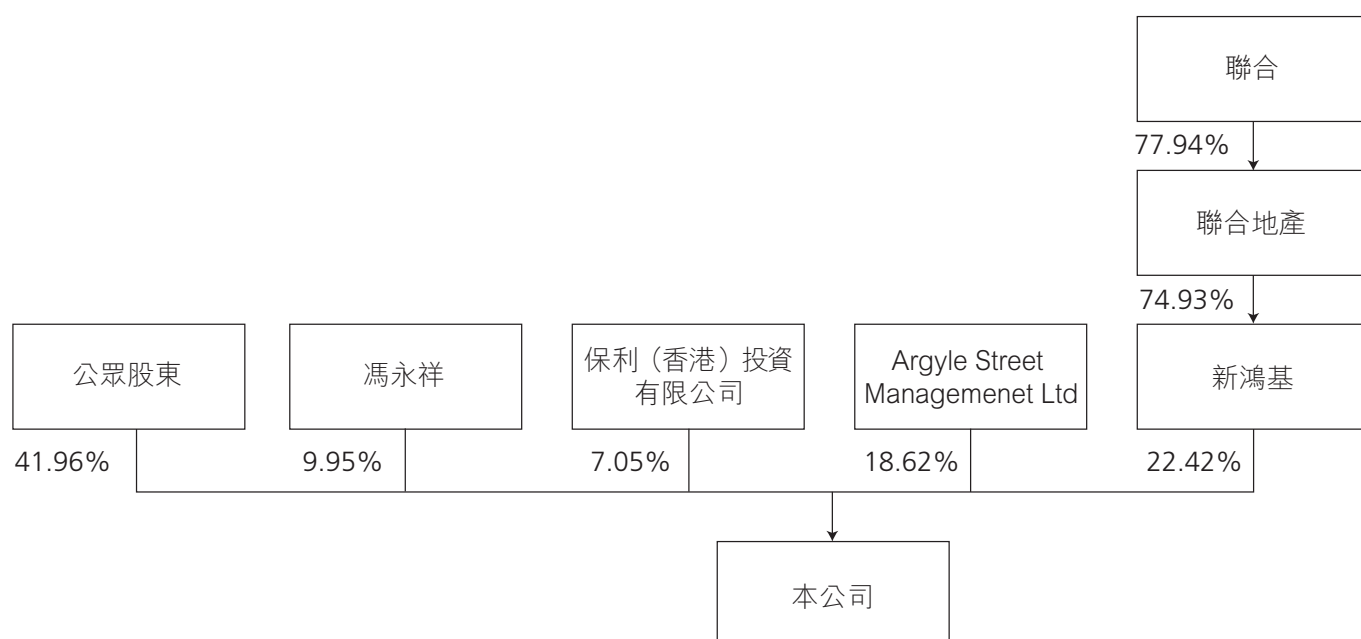 聯合
77.94%
聯合地產
74.93%
公眾股東
馮永祥
保利（香港）投資
有限公司
Argyle Street
Managemenet Ltd
新鴻基
41.96%
9.95%
7.05%
18.62%
22.42%
本公司